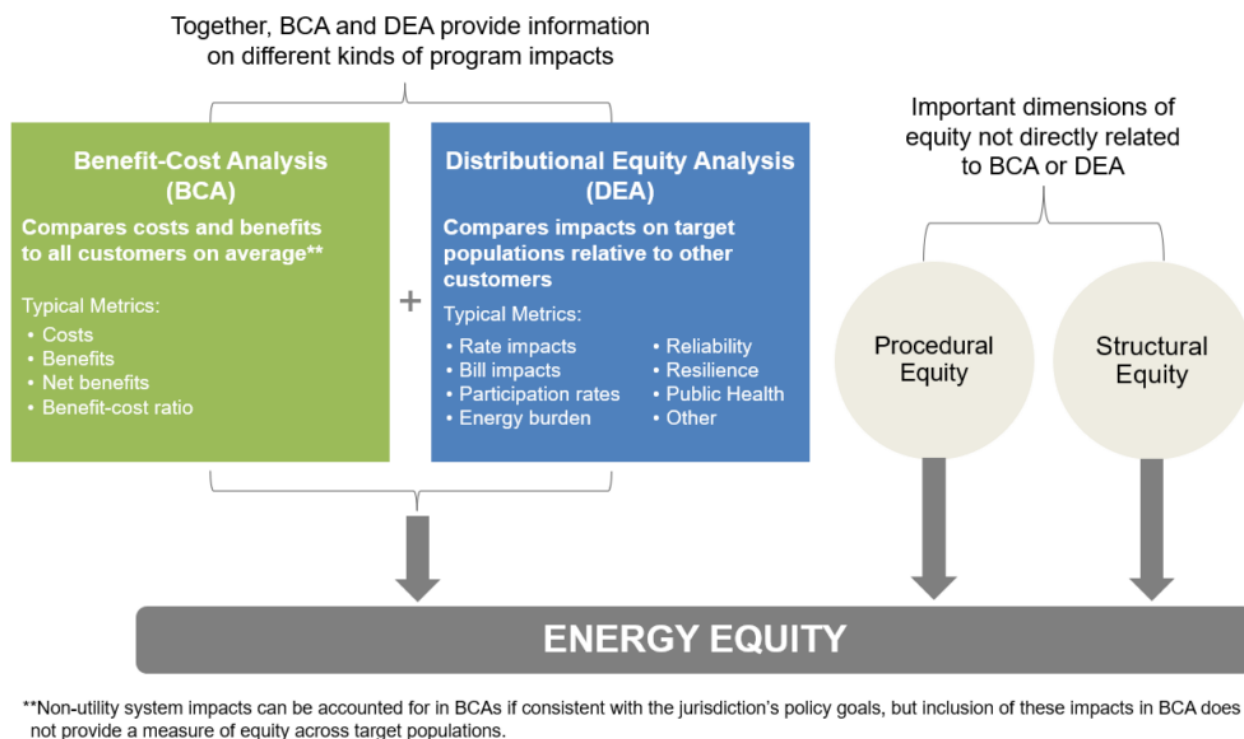 Together, BCA and DEA provide information
on different kinds of program impacts
Important dimensions of
equity not directly related
to BCA or DEA
Benefit-Cost Analysis
(BCA)
Compares costs and benefits
to all customers on average**
Typical Metrics:
• Costs
• Benefits
• Net benefits
• Benefit-cost ratio
+
Distributional Equity Analysis
(DEA)
Compares impacts on target
populations relative to other
customers
Typical Metrics:
• Rate impacts
• Bill impacts
• Participation rates
• Energy burden
• Reliability
• Resilience
• Public Health
• Other
Procedural
Equity
Structural
Equity
ENERGY EQUITY
**Non-utility system impacts can be accounted for in BCAs if consistent with the jurisdiction's policy goals, but inclusion of these impacts in BCA does
not provide a measure of equity across target populations.